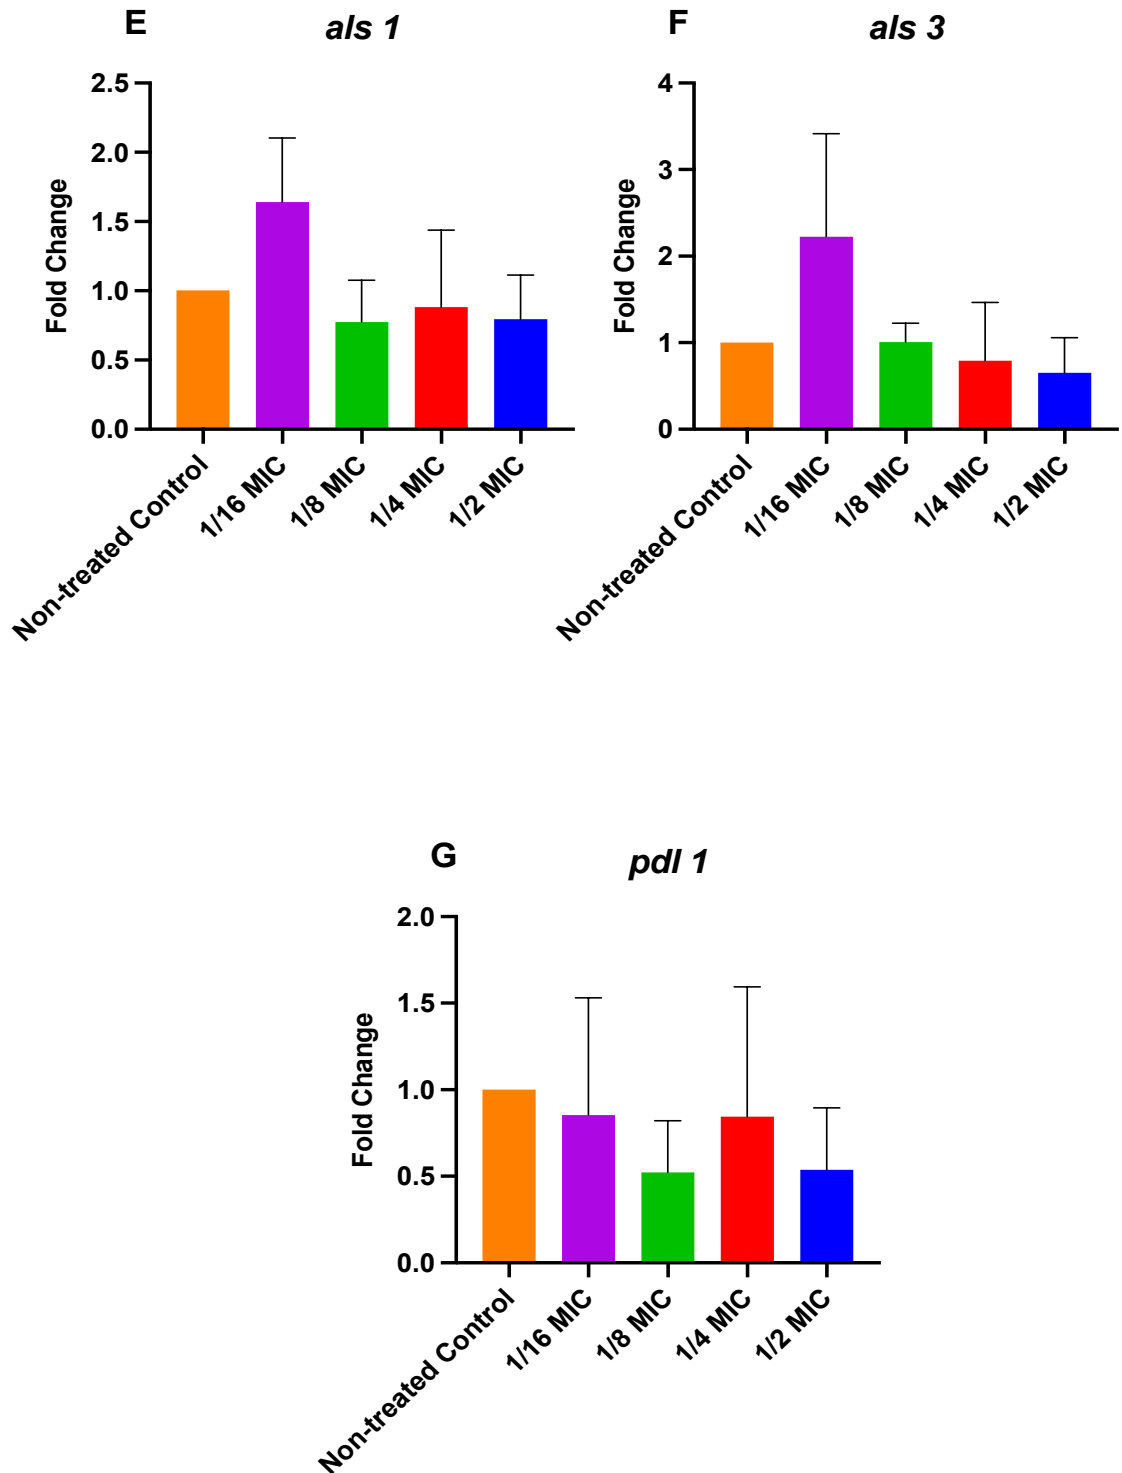 E
als 1
Fold Change
2.5
2.0
1.5
1.0
0.5
0.0
Non-treated Control
1/16 MIC
1/8 MIC
1/4 MIC
1/2 MIC
F
als 3
Fold Change
4
3
2
1
0
Non-treated Control
1/16 MIC
1/8 MIC
1/4 MIC
1/2 MIC
G
pdl 1
Fold Change
2.0
1.5
1.0
0.5
0.0
Non-treated Control
1/16 MIC
1/8 MIC
1/4 MIC
1/2 MIC